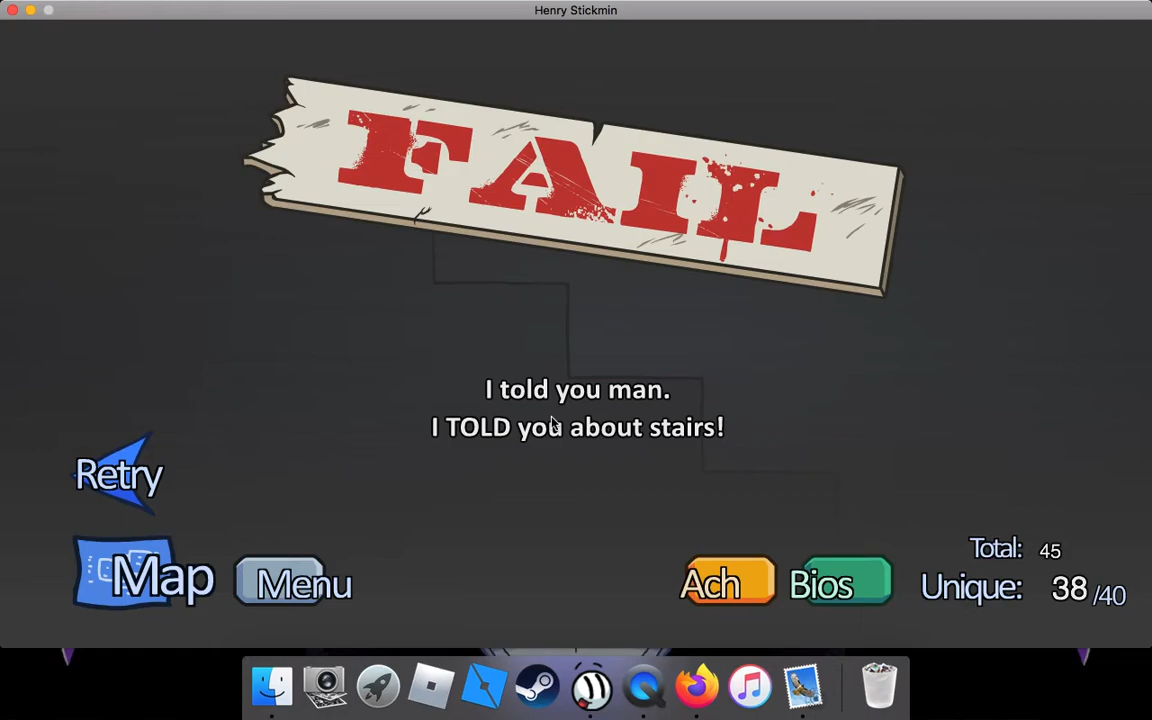 Henry Stickmin
FAIL
I told you man.
I TOLD you about stairs!
Retry
Map
Menu
Ach
Bios
Total: 45
Unique: 38/40